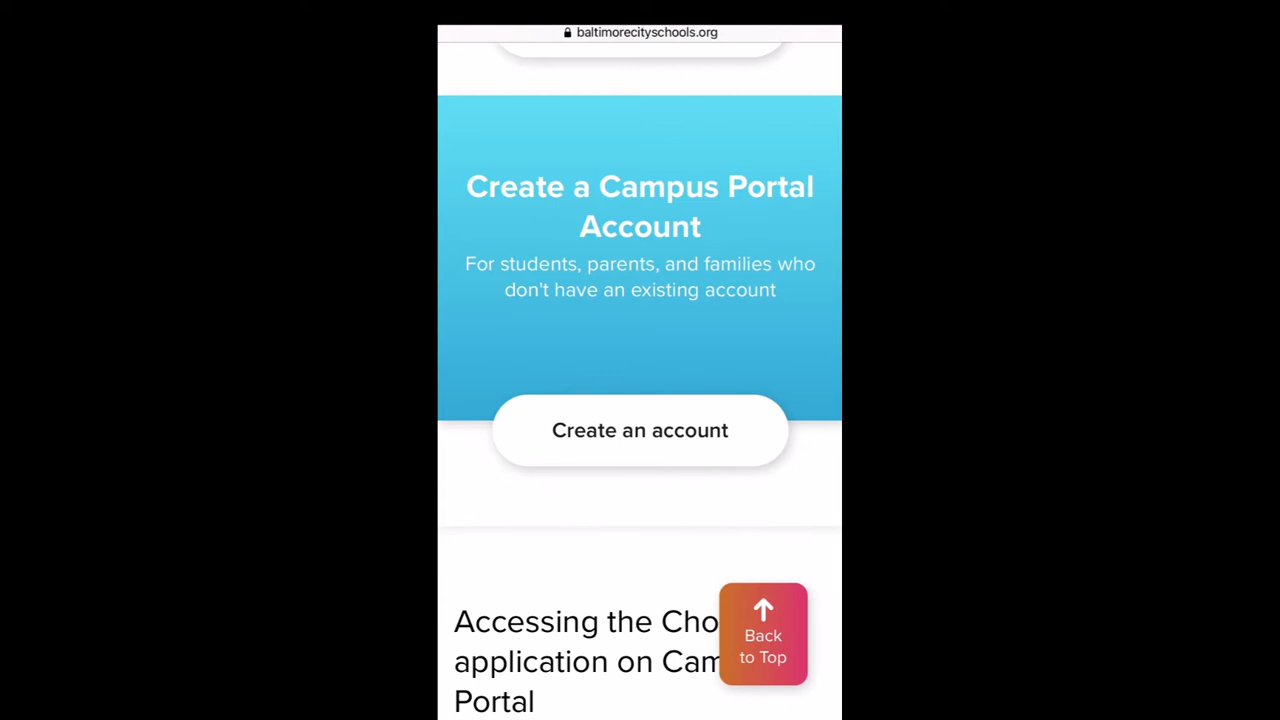 baltimorecityschools.org
Create a Campus Portal
Account
For students, parents, and families who
don't have an existing account
Create an account
Accessing the Cho
application on Cam
Portal
Back
to Top